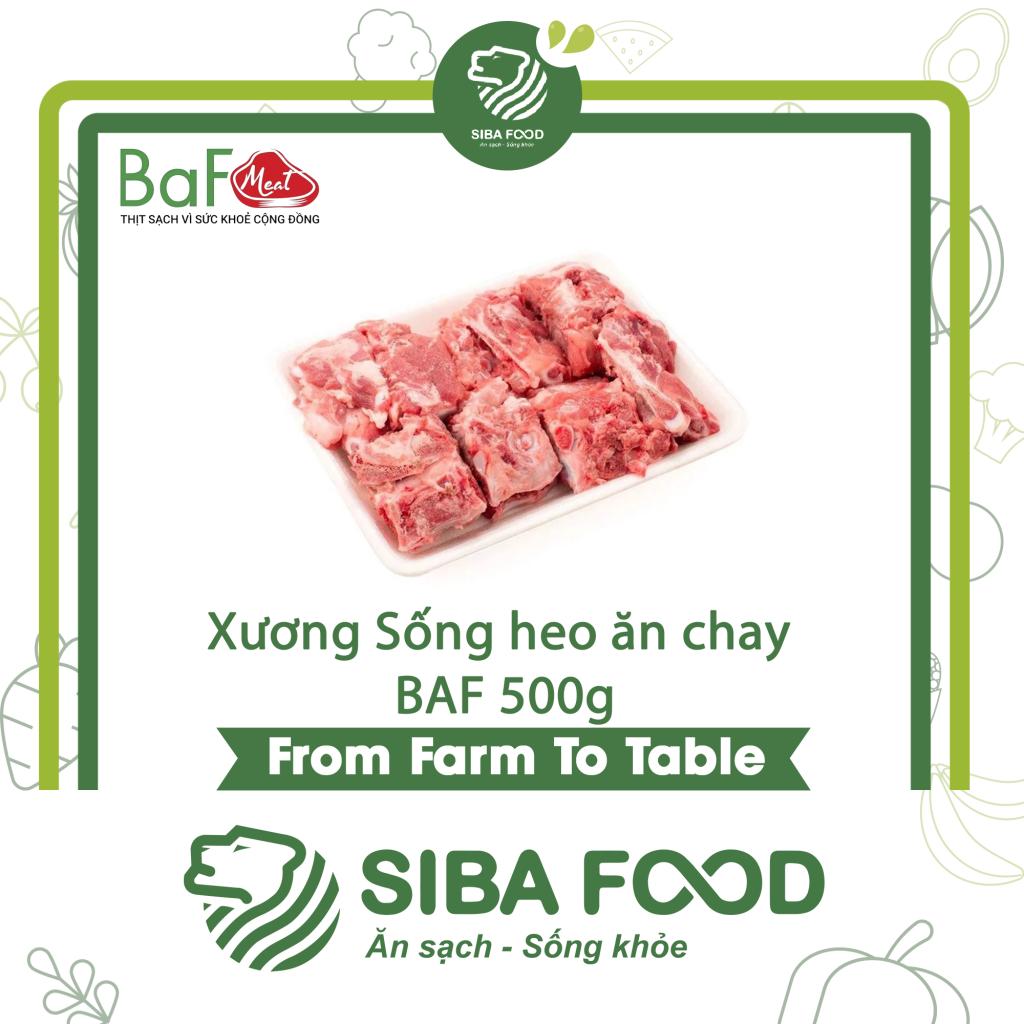 SIBA FOOD
Ăn sạch - Sống khỏe
BaF Meat
THỊT SẠCH VÌ SỨC KHOẺ CỘNG ĐỒNG
Xương Sống heo ăn chay
BAF 500g
From Farm To Table
SIBA FOOD
Ăn sạch - Sống khỏe